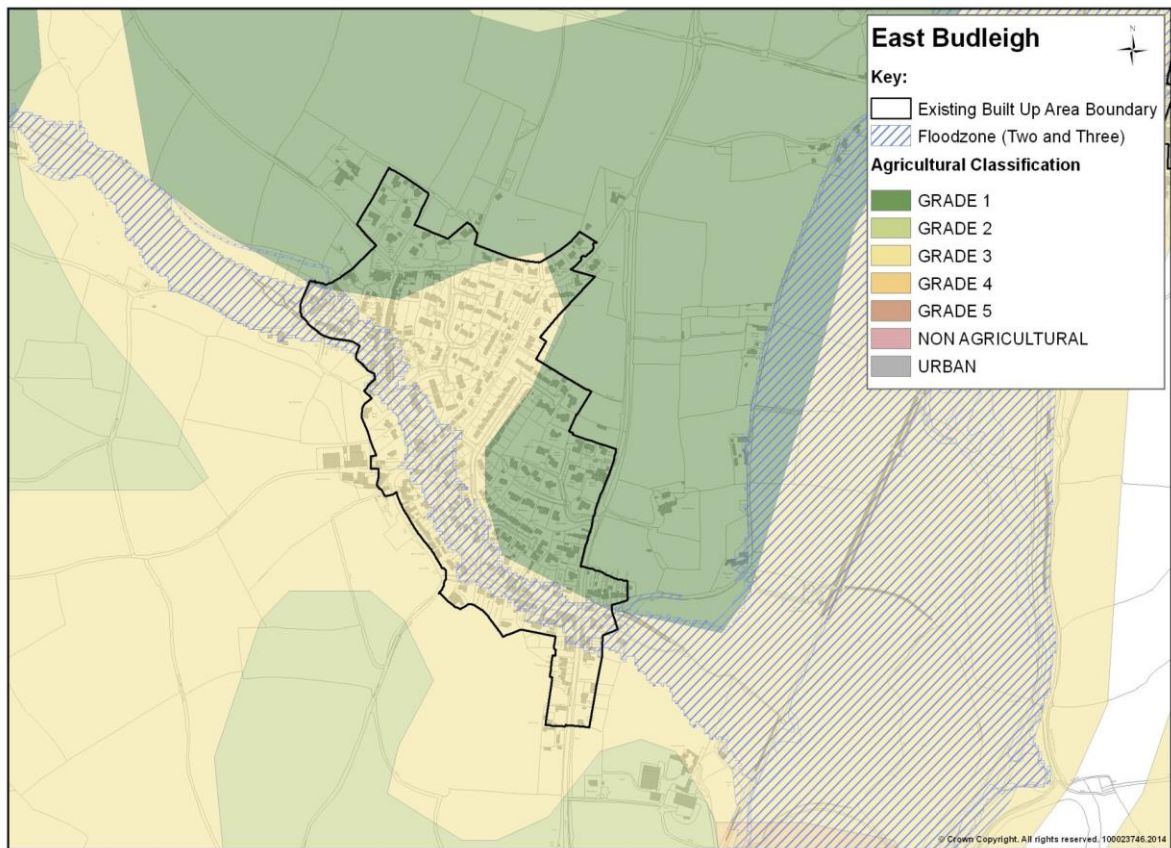 East Budleigh
N
Key:
Existing Built Up Area Boundary
Floodzone (Two and Three)
Agricultural Classification
GRADE 1
GRADE 2
GRADE 3
GRADE 4
GRADE 5
NON AGRICULTURAL
URBAN
© Crown Copyright. All rights reserved. 100023746.2014